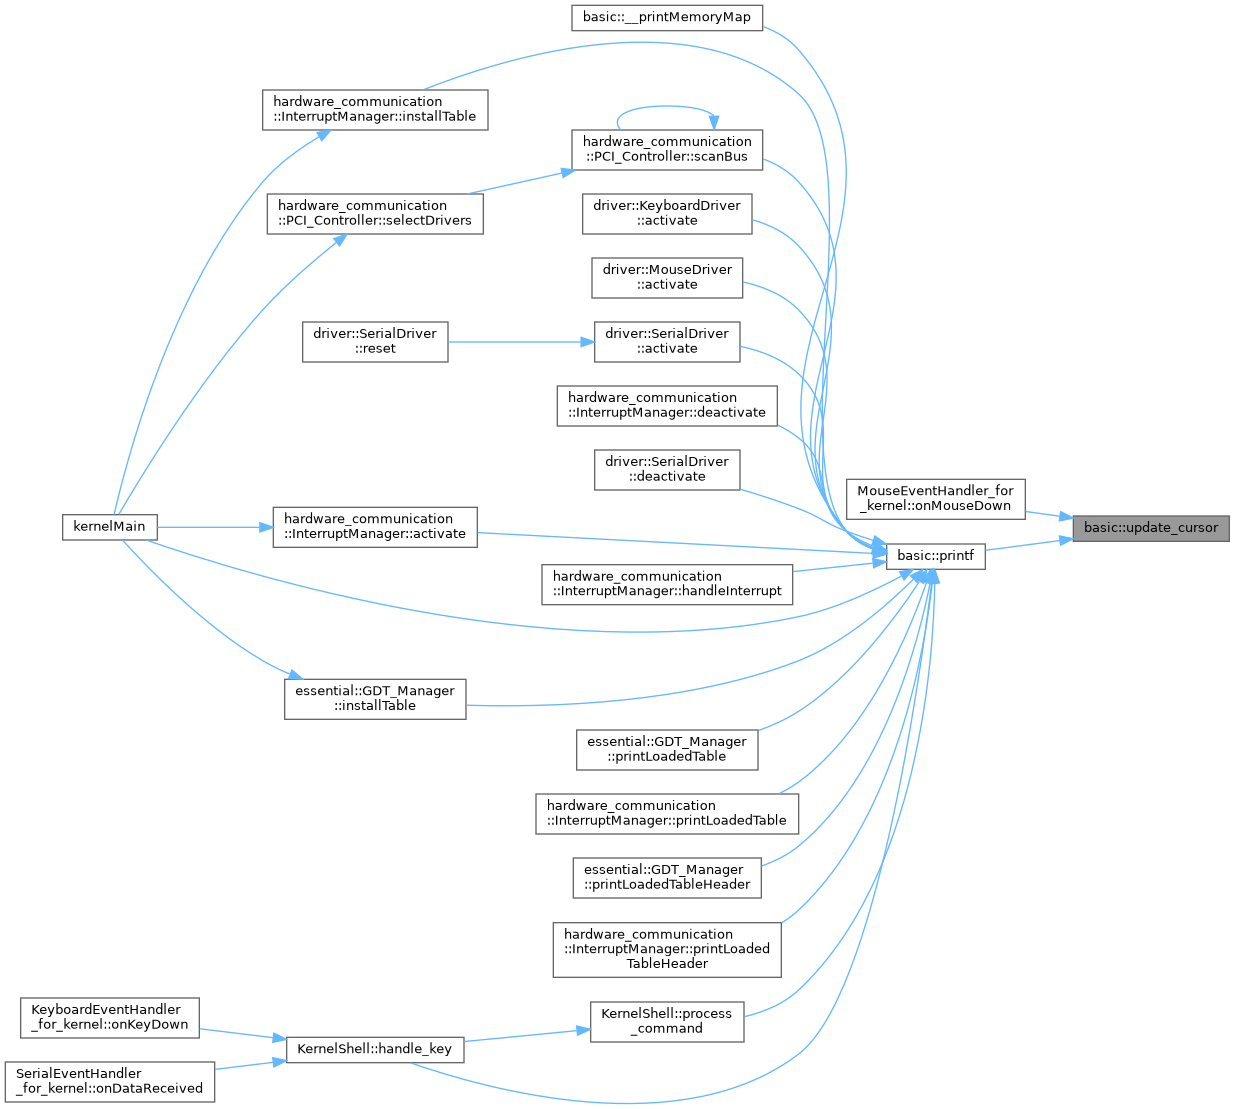 basic::__printMemoryMap
hardware_communication
::InterruptManager::installTable
hardware_communication
::PCI_Controller::scanBus
hardware_communication
::PCI_Controller::selectDrivers
driver::KeyboardDriver
::activate
driver::MouseDriver
::activate
driver::SerialDriver
::reset
driver::SerialDriver
::activate
hardware_communication
::InterruptManager::deactivate
driver::SerialDriver
::deactivate
MouseEventHandler_for
_kernel::onMouseDown
basic::update_cursor
kernelMain
hardware_communication
::InterruptManager::activate
basic::printf
hardware_communication
::InterruptManager::handleInterrupt
essential::GDT_Manager
::installTable
essential::GDT_Manager
::printLoadedTable
hardware_communication
::InterruptManager::printLoadedTable
essential::GDT_Manager
::printLoadedTableHeader
hardware_communication
::InterruptManager::printLoaded
TableHeader
KeyboardEventHandler
_for_kernel::onKeyDown
KernelShell::process
_command
KernelShell::handle_key
SerialEventHandler
_for_kernel::onDataReceived